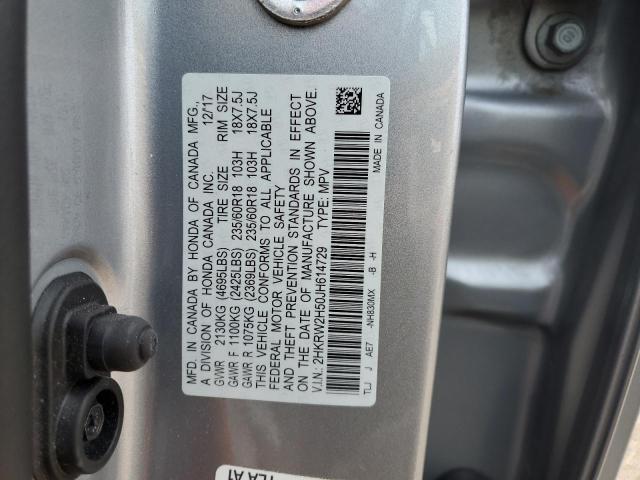 MFD. IN CANADA BY HONDA OF CANADA MFG.,
A DIVISION OF HONDA CANADA INC. 12/17
GVWR 2130KG (4695LBS) TIRE SIZE RIM SIZE
GAWR F 1100KG (2425LBS) 235/60R18 103H 18X7.5J
GAWR R 1075KG (2369LBS) 235/60R18 103H 18X7.5J
THIS VEHICLE CONFORMS TO ALL APPLICABLE
FEDERAL MOTOR VEHICLE SAFETY
AND THEFT PREVENTION STANDARDS IN EFFECT
ON THE DATE OF MANUFACTURE SHOWN ABOVE.
V.I.N.: 2HKRW2H50JH614729 TYPE: MPV
TLJ J AE7 -NH830MX -B -H MADE IN CANADA